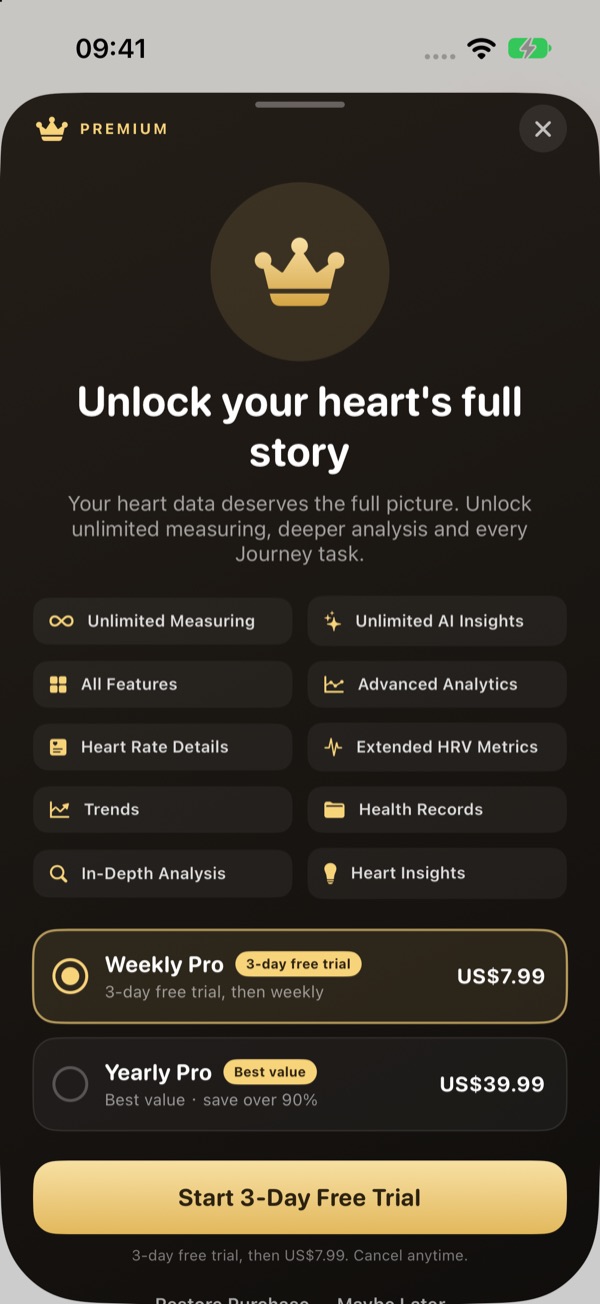 09:41
PREMIUM
Unlock your heart's full
story
Your heart data deserves the full picture. Unlock
unlimited measuring, deeper analysis and every
Journey task.
Unlimited Measuring
Unlimited AI Insights
All Features
Advanced Analytics
Heart Rate Details
Extended HRV Metrics
Trends
Health Records
In-Depth Analysis
Heart Insights
Weekly Pro 3-day free trial
3-day free trial, then weekly
US$7.99
Yearly Pro Best value
Best value · save over 90%
US$39.99
Start 3-Day Free Trial
3-day free trial, then US$7.99. Cancel anytime.
Restore Purchase Maybe Later